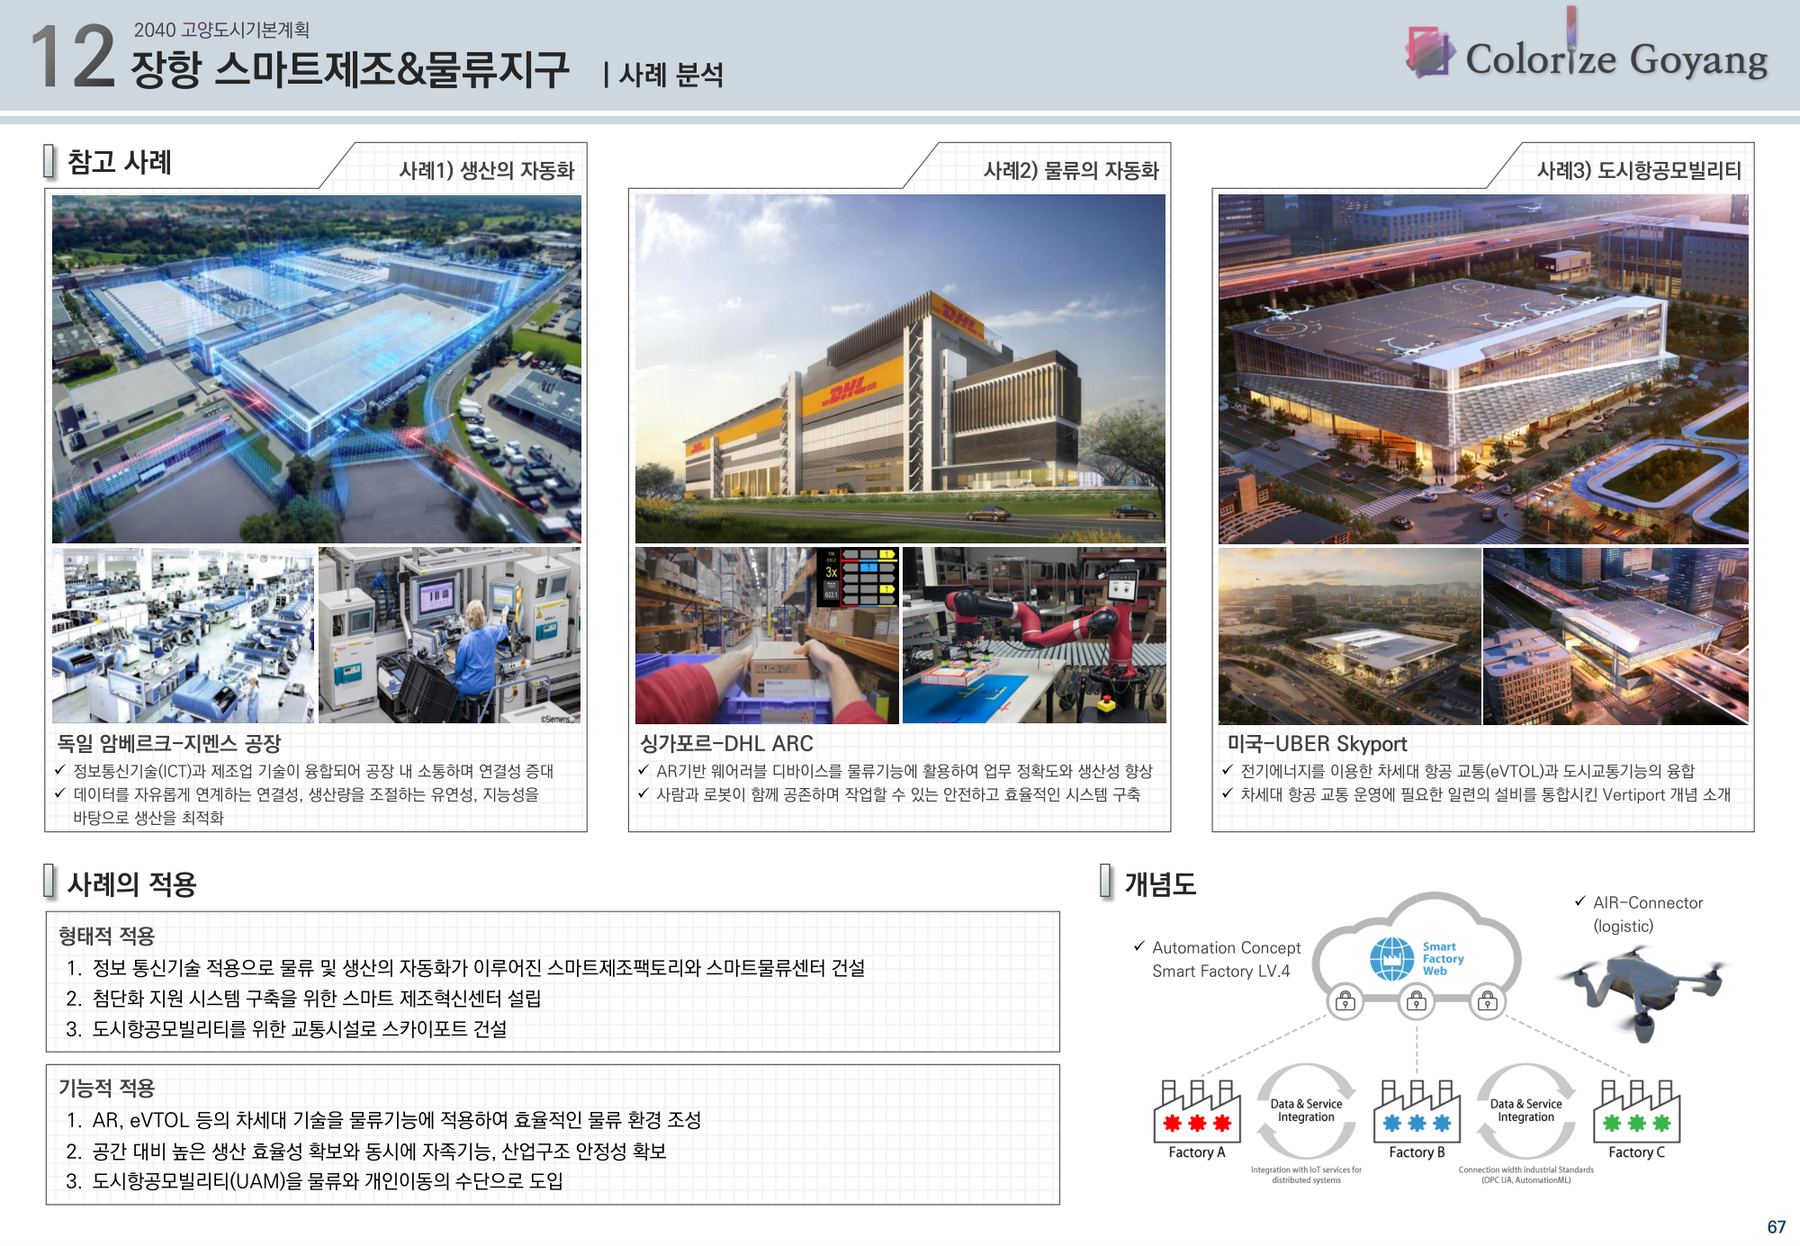 12
2040 고양도시기본계획
장항 스마트제조&물류지구 | 사례 분석
Colorize Goyang
참고 사례
사례1) 생산의 자동화
©Siemens
독일 암베르크-지멘스 공장
✓ 정보통신기술(ICT)과 제조업 기술이 융합되어 공장 내 소통하며 연결성 증대
✓ 데이터를 자유롭게 연계하는 연결성, 생산량을 조절하는 유연성, 지능성을
바탕으로 생산을 최적화
사례2) 물류의 자동화
DHL
DHL
DHL
3x
싱가포르-DHL ARC
✓ AR기반 웨어러블 디바이스를 물류기능에 활용하여 업무 정확도와 생산성 향상
✓ 사람과 로봇이 함께 공존하며 작업할 수 있는 안전하고 효율적인 시스템 구축
사례3) 도시항공모빌리티
미국-UBER Skyport
✓ 전기에너지를 이용한 차세대 항공 교통(eVTOL)과 도시교통기능의 융합
✓ 차세대 항공 교통 운영에 필요한 일련의 설비를 통합시킨 Vertiport 개념 소개
사례의 적용
형태적 적용
1. 정보 통신기술 적용으로 물류 및 생산의 자동화가 이루어진 스마트제조팩토리와 스마트물류센터 건설
2. 첨단화 지원 시스템 구축을 위한 스마트 제조혁신센터 설립
3. 도시항공모빌리티를 위한 교통시설로 스카이포트 건설
기능적 적용
1. AR, eVTOL 등의 차세대 기술을 물류기능에 적용하여 효율적인 물류 환경 조성
2. 공간 대비 높은 생산 효율성 확보와 동시에 자족기능, 산업구조 안정성 확보
3. 도시항공모빌리티(UAM)을 물류와 개인이동의 수단으로 도입
개념도
✓ Automation Concept
Smart Factory LV.4
Smart
Factory
Web
✓ AIR-Connector
(logistic)
Data & Service
Integration
Data & Service
Integration
Factory A
Factory B
Factory C
Integration with IoT services for
distributed systems
Connection widht industrial Standards
(OPC UA, AutomationML)
67